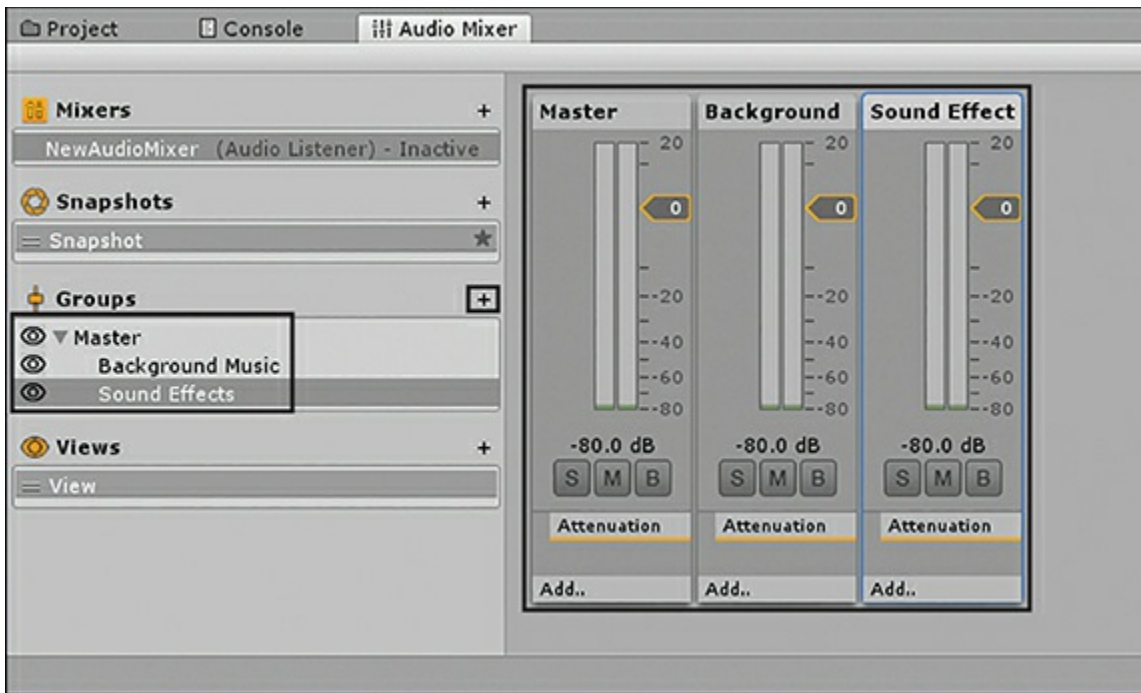 Project
Console
Audio Mixer
Mixers +
NewAudioMixer (Audio Listener) - Inactive
Snapshots +
Snapshot
Groups +
Master
Background Music
Sound Effects
Views +
View
Master
20
0
-20
-40
-60
-80
-80.0 dB
S M B
Attenuation
Add..
Background
20
0
-20
-40
-60
-80
-80.0 dB
S M B
Attenuation
Add..
Sound Effect
20
0
-20
-40
-60
-80
-80.0 dB
S M B
Attenuation
Add..